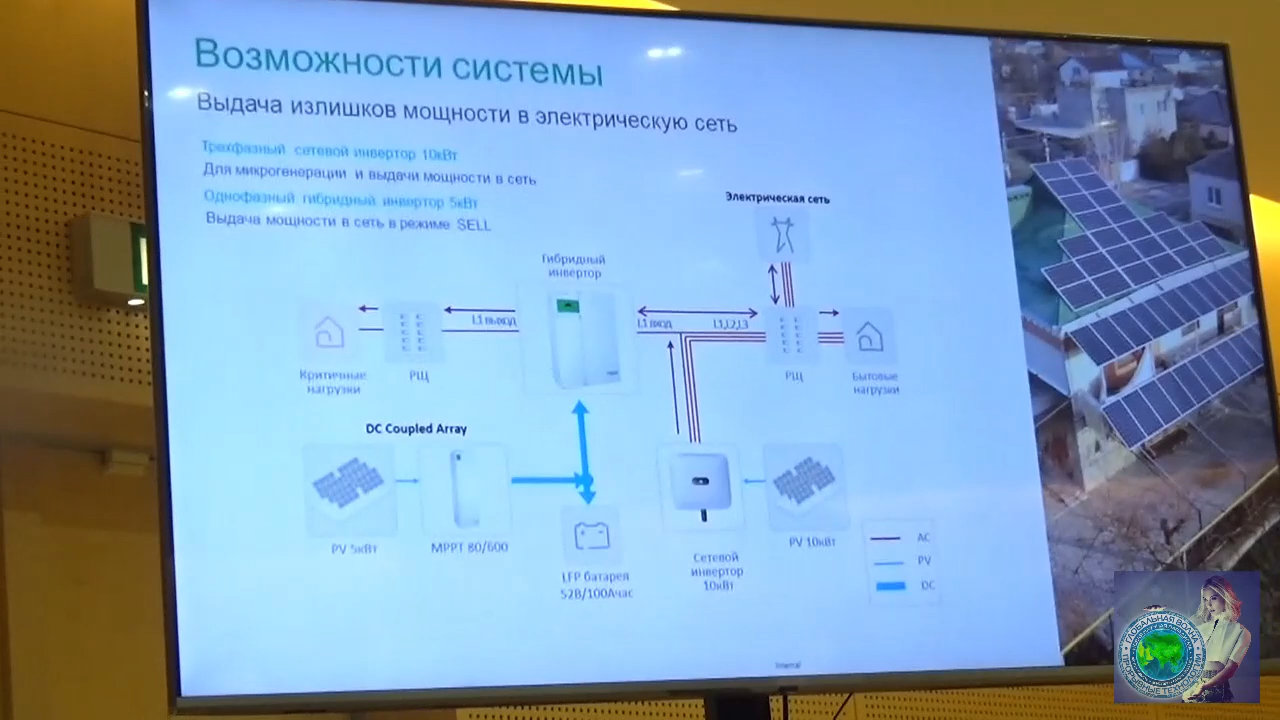 Возможности системы
Выдача излишков мощности в электрическую сеть
Трехфазный сетевой инвертор 10кВт
Для микрогенерации и выдачи мощности в сеть
Однофазный гибридный инвертор 5кВт
Выдача мощности в сеть в режиме SELL
Электрическая сеть
Гибридный
инвертор
L1 выход
L1 вход
L1,L2,L3
Критичные
нагрузки
РЩ
РЩ
Бытовые
нагрузки
DC Coupled Array
PV 5кВт
MPPT 80/600
LFP батарея
52В/100Ачас
Сетевой
инвертор
10кВт
PV 10кВт
AC
PV
DC
Internal
ГЛОБАЛЬНАЯ ВОЛНА